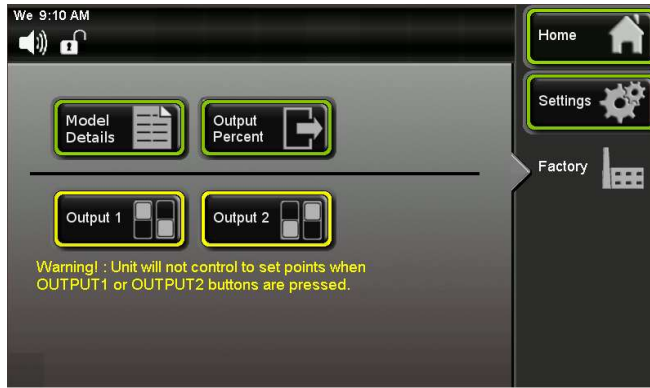 We 9:10 AM
Home
Settings
Factory
Model
Details
Output
Percent
Output 1
Output 2
Warning! : Unit will not control to set points when
OUTPUT1 or OUTPUT2 buttons are pressed.